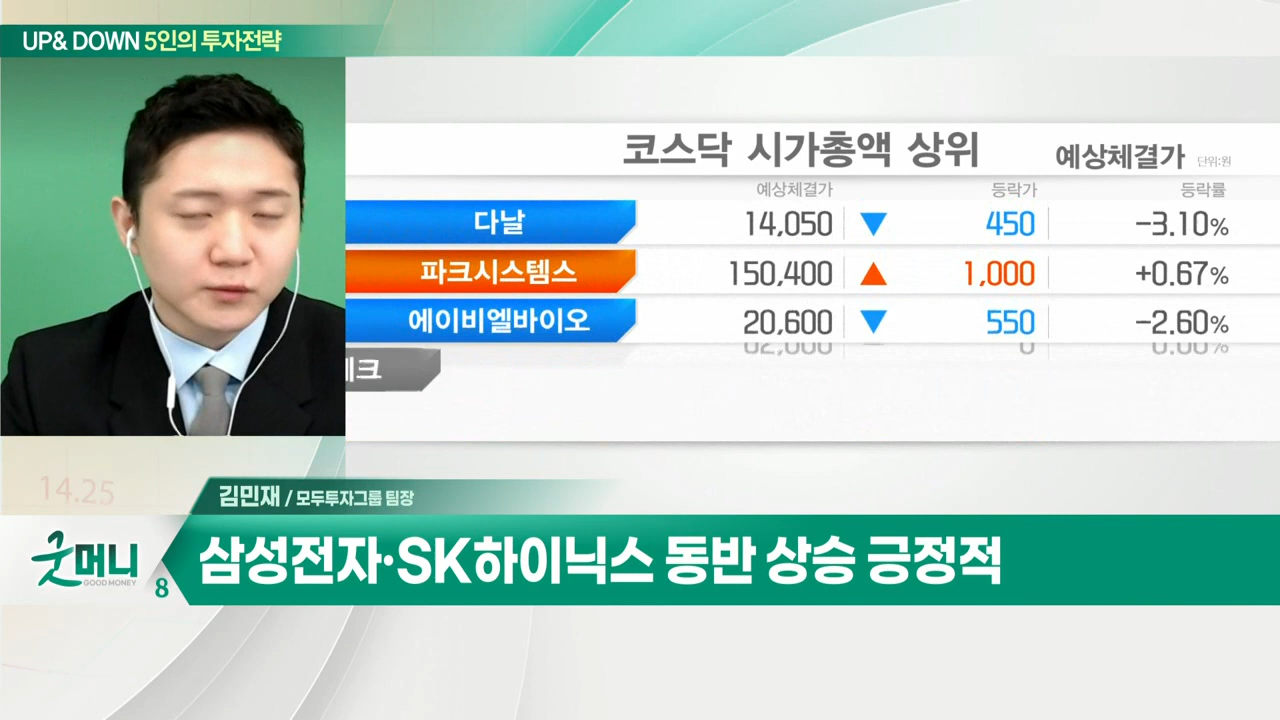 UP& DOWN 5인의 투자전략
코스닥 시가총액 상위 예상체결가 단위:원
예상체결가 등락가 등락률
다날 14,050 ▼ 450 -3.10%
파크시스템스 150,400 ▲ 1,000 +0.67%
에이비엘바이오 20,600 ▼ 550 -2.60%
테크 0 0.00%
14.25
김민재 / 모두투자그룹 팀장
굿머니 GOOD MONEY 8
삼성전자·SK하이닉스 동반 상승 긍정적